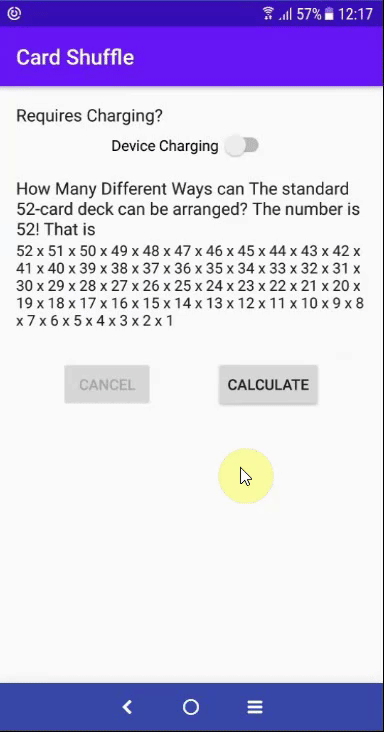 57% 12:17
Card Shuffle
Requires Charging?
Device Charging
How Many Different Ways can The standard
52-card deck can be arranged? The number is
52! That is
52 x 51 x 50 x 49 x 48 x 47 x 46 x 45 x 44 x 43 x 42 x
41 x 40 x 39 x 38 x 37 x 36 x 35 x 34 x 33 x 32 x 31 x
30 x 29 x 28 x 27 x 26 x 25 x 24 x 23 x 22 x 21 x 20 x
19 x 18 x 17 x 16 x 15 x 14 x 13 x 12 x 11 x 10 x 9 x 8
x 7 x 6 x 5 x 4 x 3 x 2 x 1
CANCEL CALCULATE